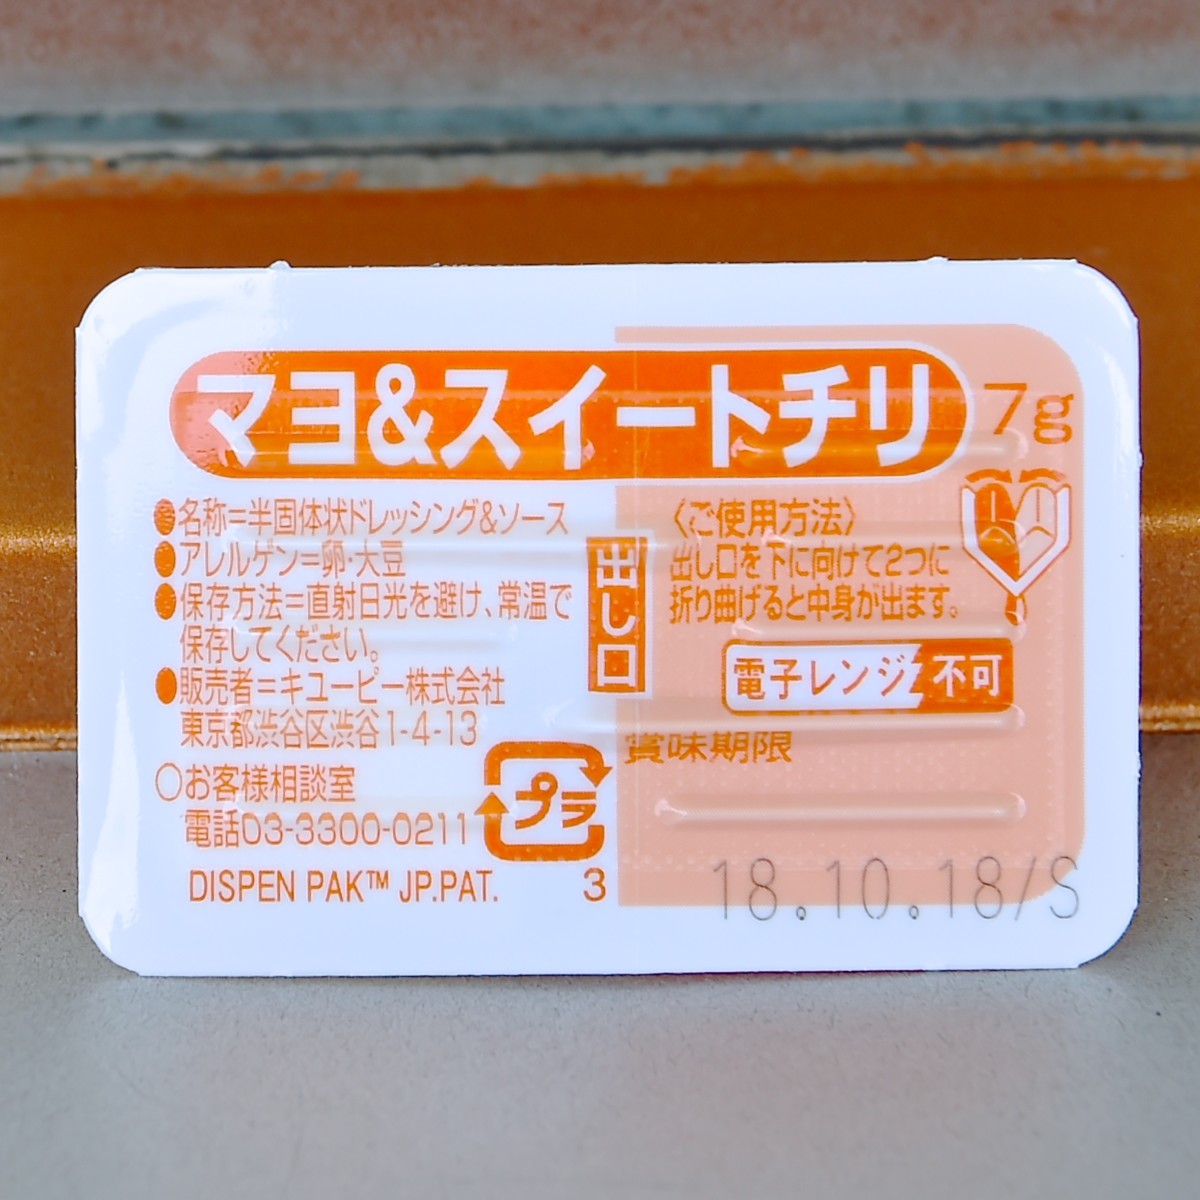 マヨ&スイートチリ 7g
●名称=半固体状ドレッシング&ソース
●アレルゲン=卵・大豆
●保存方法=直射日光を避け、常温で
保存してください。
●販売者=キユーピー株式会社
東京都渋谷区渋谷1-4-13
○お客様相談室
電話03-3300-0211
DISPEN PAK™ JP.PAT.
プラ
3
出し口
〈ご使用方法〉
出し口を下に向けて2つに
折り曲げると中身が出ます。
電子レンジ不可
賞味期限
18.10.18/S